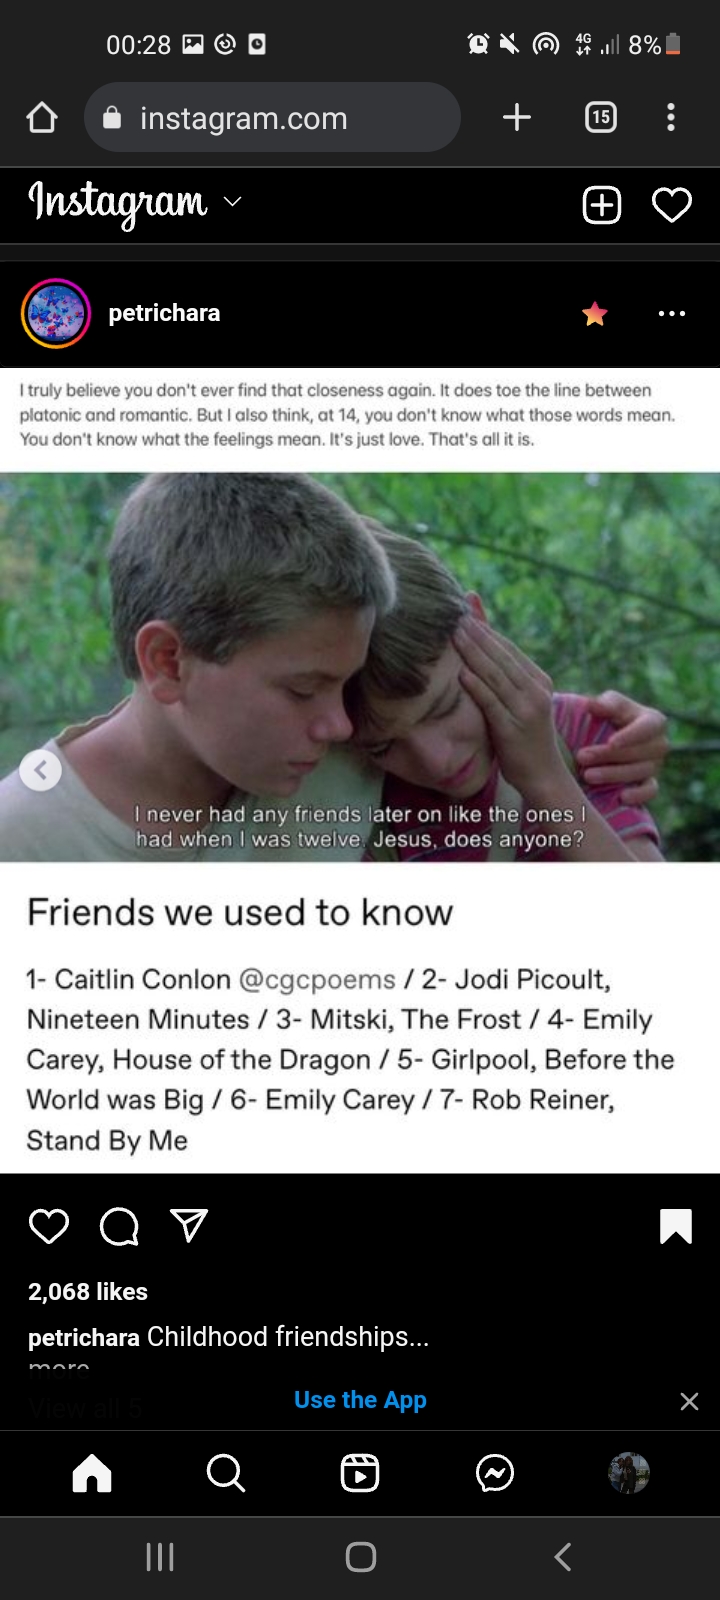 00:28
4G
8%
instagram.com
15
Instagram
petrichara
I truly believe you don't ever find that closeness again. It does toe the line between
platonic and romantic. But I also think, at 14, you don't know what those words mean.
You don't know what the feelings mean. It's just love. That's all it is.
I never had any friends later on like the ones I
had when I was twelve. Jesus, does anyone?
Friends we used to know
1- Caitlin Conlon @cgcpoems / 2- Jodi Picoult,
Nineteen Minutes / 3- Mitski, The Frost / 4- Emily
Carey, House of the Dragon / 5- Girlpool, Before the
World was Big / 6- Emily Carey / 7- Rob Reiner,
Stand By Me
2,068 likes
petrichara Childhood friendships...
more
View all 5
Use the App